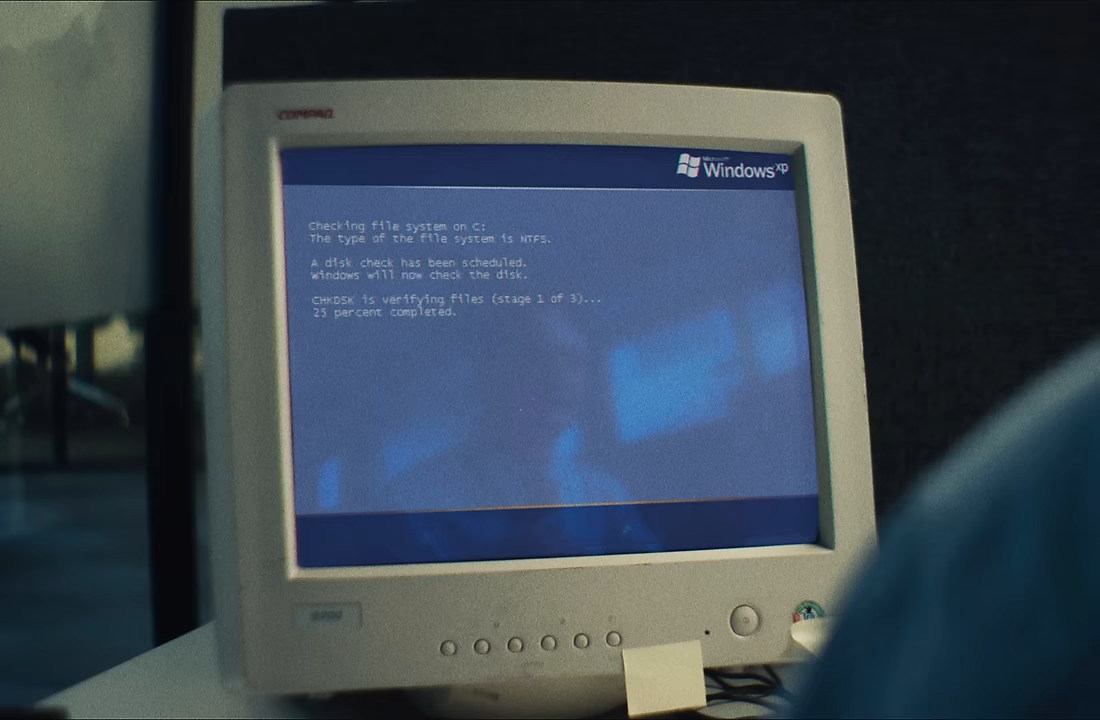 COMPAQ
Microsoft
Windows xp
Checking file system on C:
The type of the file system is NTFS.
A disk check has been scheduled.
Windows will now check the disk.
CHKDSK is verifying files (stage 1 of 3)...
25 percent completed.